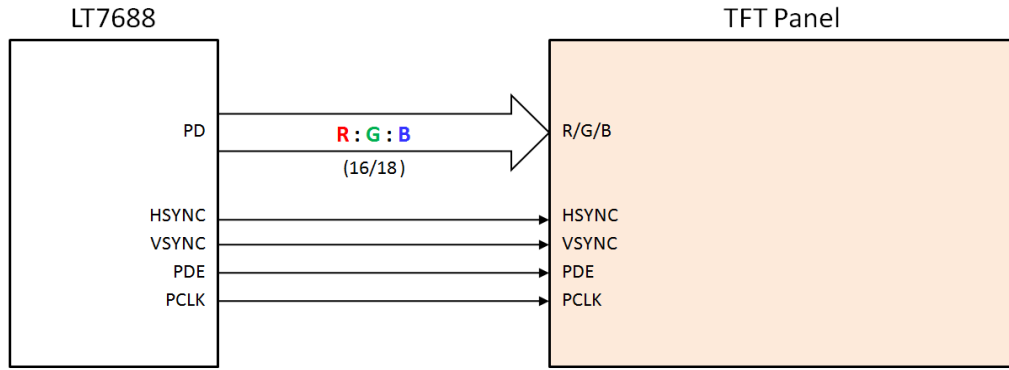 LT7688
TFT Panel
PD
R : G : B
R/G/B
(16/18)
HSYNC
HSYNC
VSYNC
VSYNC
PDE
PDE
PCLK
PCLK